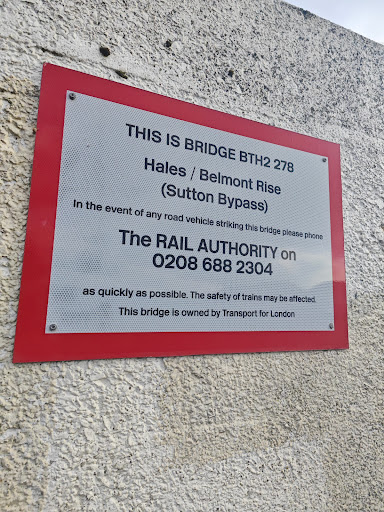 THIS IS BRIDGE BTH2 278
Hales / Belmont Rise
(Sutton Bypass)
In the event of any road vehicle striking this bridge please phone
The RAIL AUTHORITY on
0208 688 2304
as quickly as possible. The safety of trains may be affected.
This bridge is owned by Transport for London